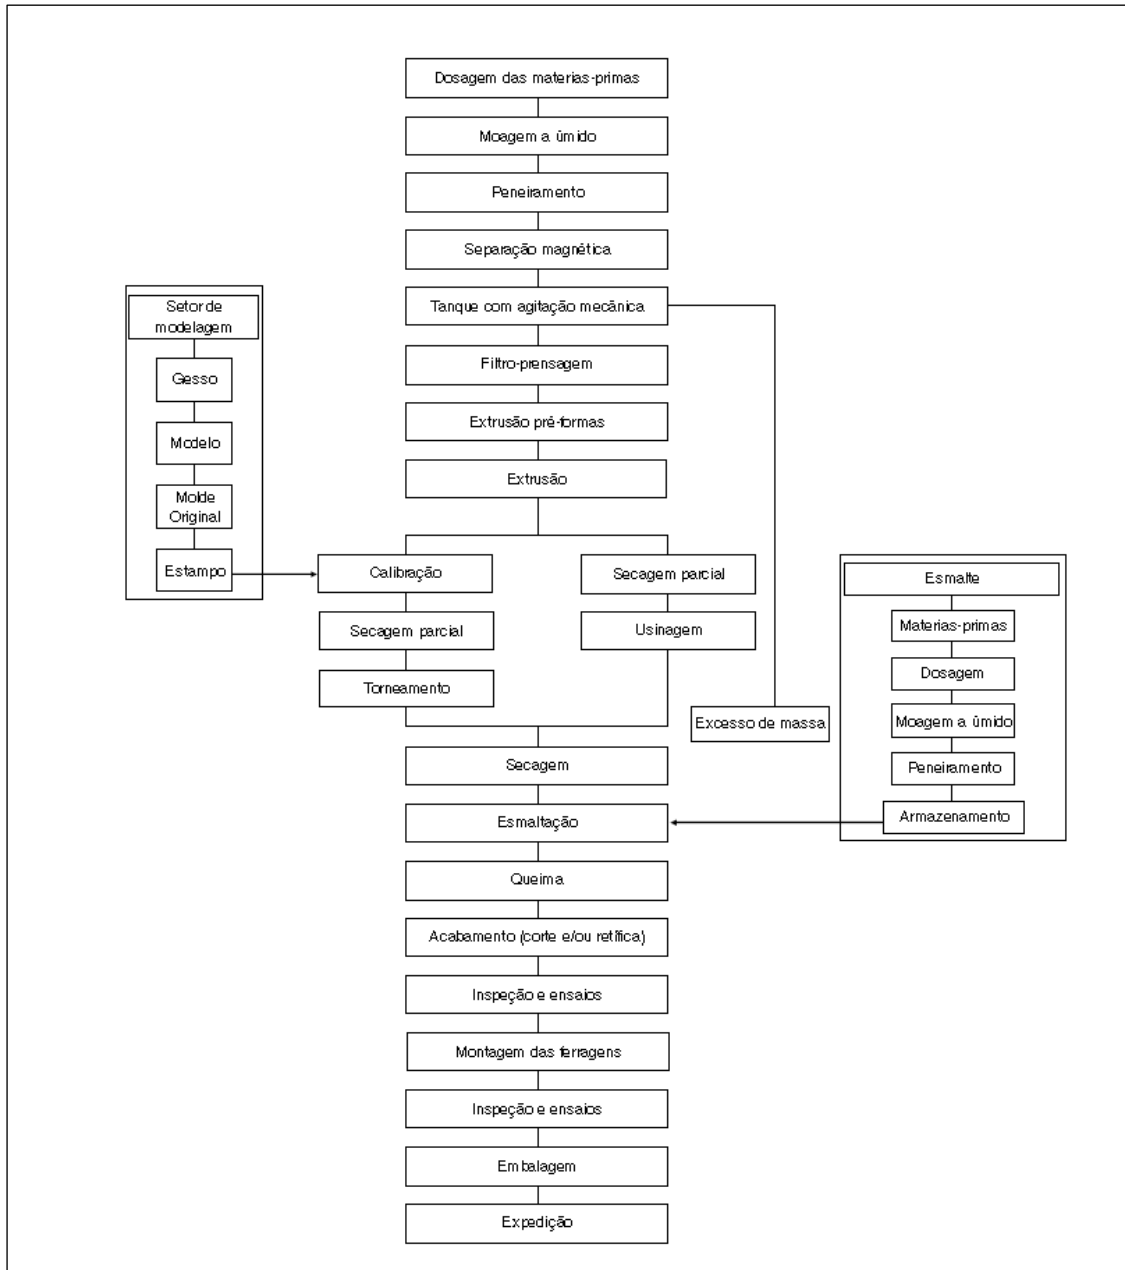 Dosagem das materias-primas
Moagem a úmido
Peneiramento
Separação magnética
Tanque com agitação mecânica
Filtro-prensagem
Extrusão pré-formas
Extrusão
Setor de
modelagem
Gesso
Modelo
Molde
Original
Estampo
Calibração
Secagem parcial
Torneamento
Secagem parcial
Usinagem
Excesso de massa
Esmalte
Materias-primas
Dosagem
Moagem a úmido
Peneiramento
Armazenamento
Secagem
Esmaltação
Queima
Acabamento (corte e/ou retífica)
Inspeção e ensaios
Montagem das ferragens
Inspeção e ensaios
Embalagem
Expedição